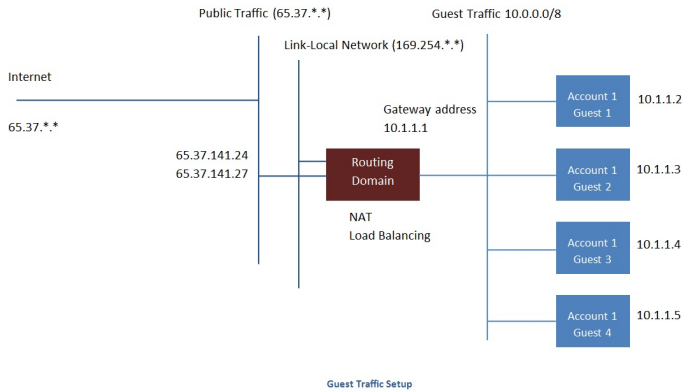 Public Traffic (65.37.*.*)
Guest Traffic 10.0.0.0/8
Link-Local Network (169.254.*.*)
Internet
65.37.*.*
Gateway address
10.1.1.1
65.37.141.24
65.37.141.27
Routing
Domain
NAT
Load Balancing
Account 1
Guest 1
10.1.1.2
Account 1
Guest 2
10.1.1.3
Account 1
Guest 3
10.1.1.4
Account 1
Guest 4
10.1.1.5
Guest Traffic Setup